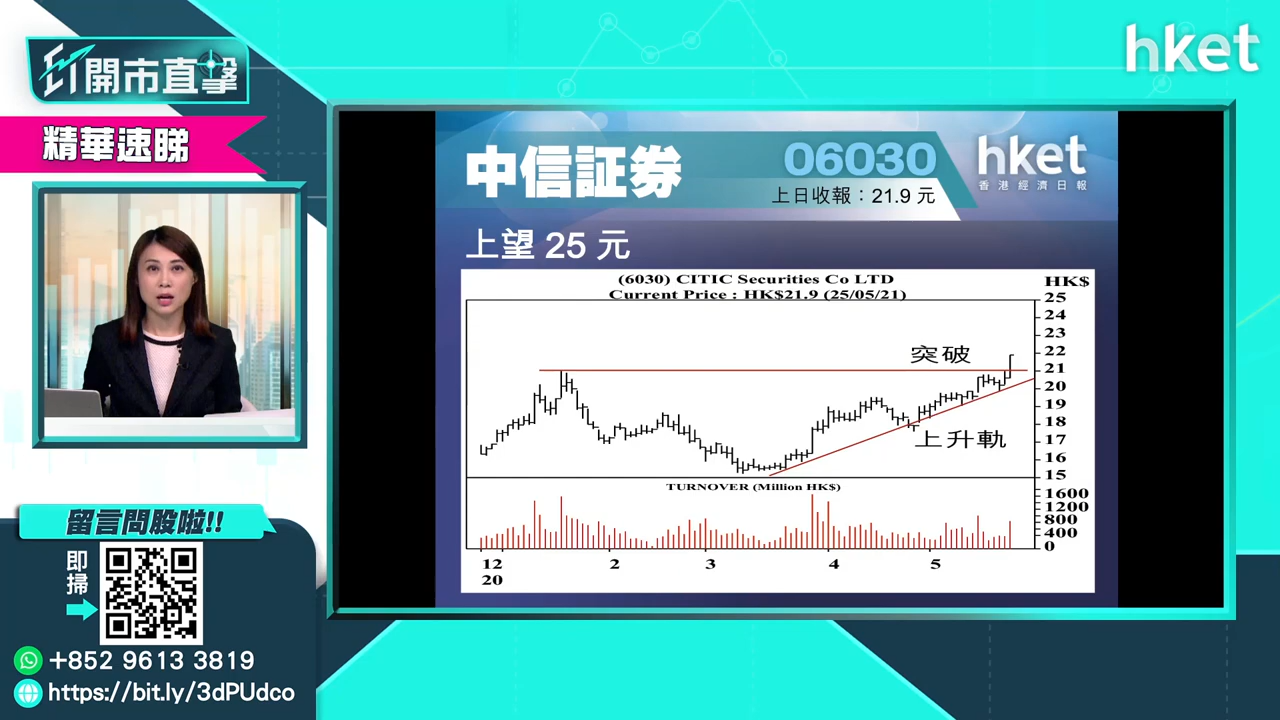 ET開市直擊
hket
精華速睇
中信証券
06030
hket
香港經濟日報
上日收報：21.9 元
上望 25 元
(6030) CITIC Securities Co LTD
Current Price : HK$21.9 (25/05/21)
HK$
25
24
23
22
21
20
19
18
17
16
15
突破
上升軌
TURNOVER (Million HK$)
1600
1200
800
400
0
12
2
3
4
5
20
留言問股啦!!
即掃
+852 9613 3819
https://bit.ly/3dPUdco